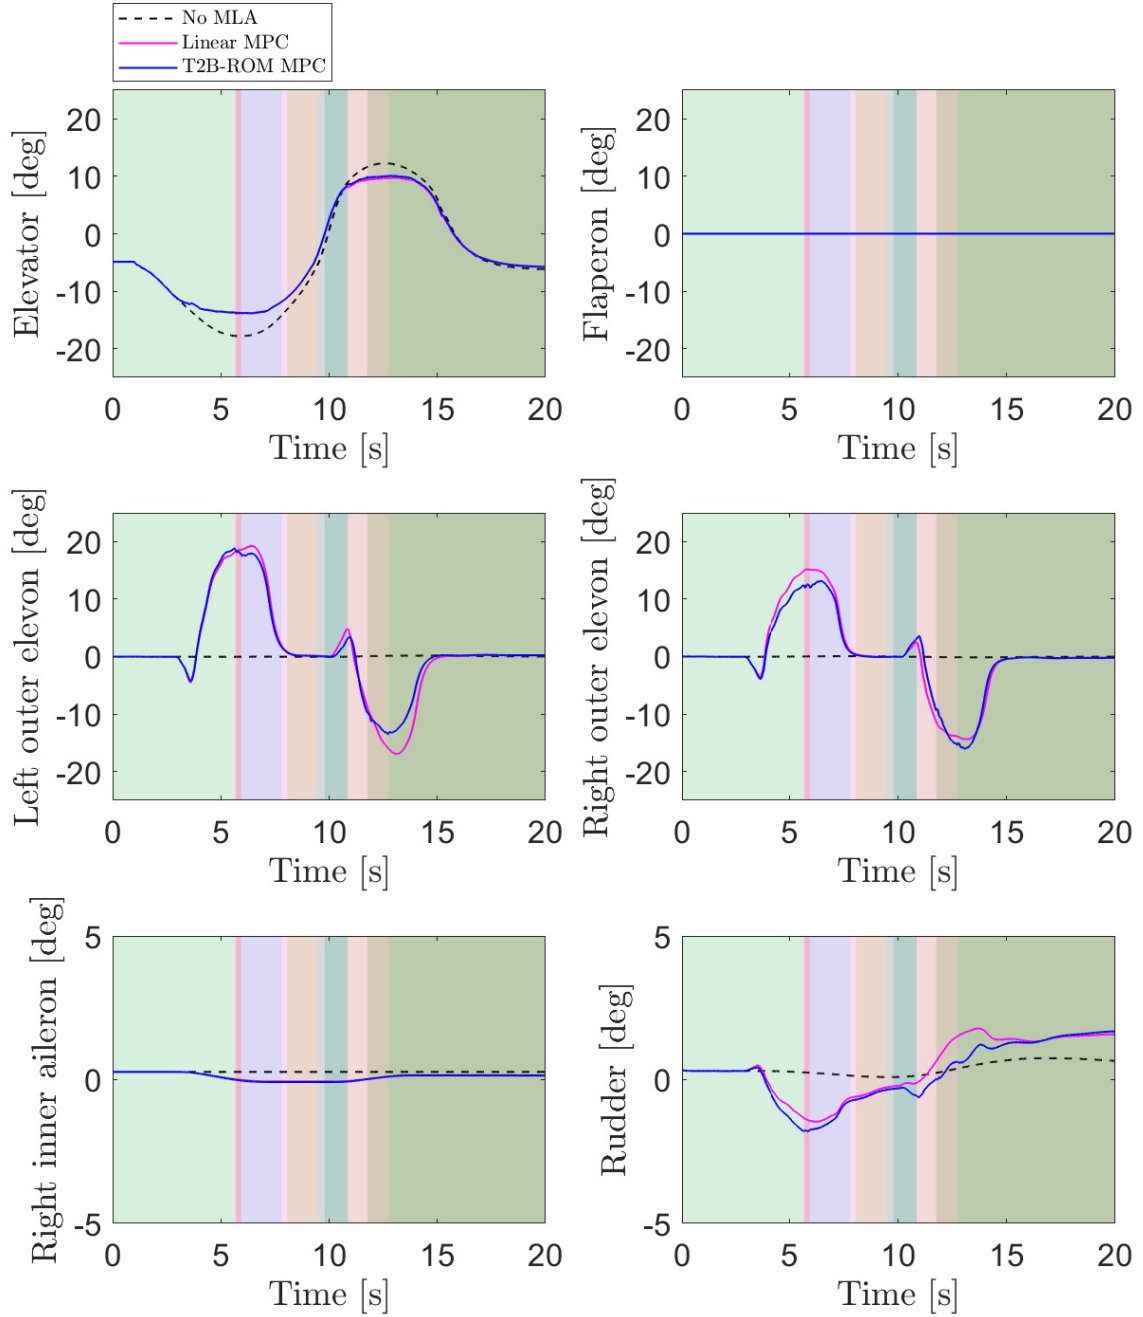 No MLA
Linear MPC
T2B-ROM MPC
Elevator [deg]
20
10
0
-10
-20
0 5 10 15 20
Time [s]
Flaperon [deg]
20
10
0
-10
-20
0 5 10 15 20
Time [s]
Left outer elevon [deg]
20
10
0
-10
-20
0 5 10 15 20
Time [s]
Right outer elevon [deg]
20
10
0
-10
-20
0 5 10 15 20
Time [s]
Right inner aileron [deg]
5
0
-5
0 5 10 15 20
Time [s]
Rudder [deg]
5
0
-5
0 5 10 15 20
Time [s]